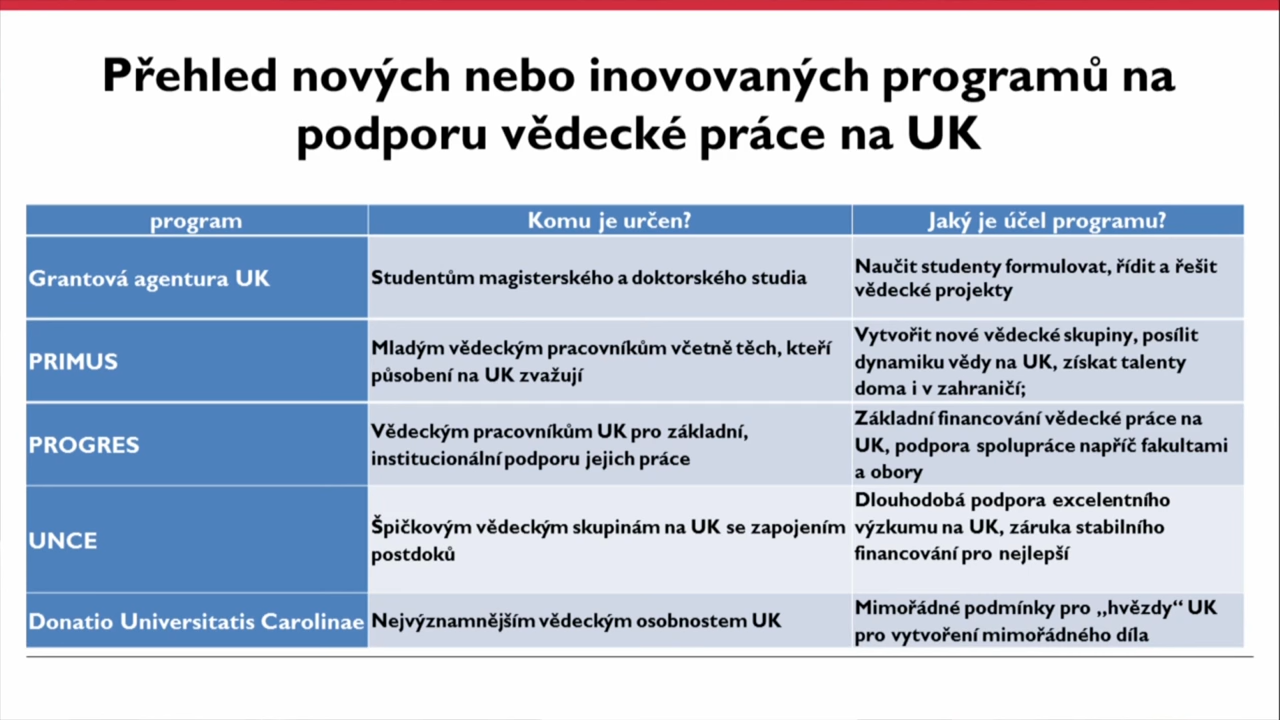 Přehled nových nebo inovovaných programů na
podporu vědecké práce na UK
program
Komu je určen?
Jaký je účel programu?
Grantová agentura UK
Studentům magisterského a doktorského studia
Naučit studenty formulovat, řídit a řešit
vědecké projekty
PRIMUS
Mladým vědeckým pracovníkům včetně těch, kteří
působení na UK zvažují
Vytvořit nové vědecké skupiny, posílit
dynamiku vědy na UK, získat talenty
doma i v zahraničí;
PROGRES
Vědeckým pracovníkům UK pro základní,
institucionální podporu jejich práce
Základní financování vědecké práce na
UK, podpora spolupráce napříč fakultami
a obory
UNCE
Špičkovým vědeckým skupinám na UK se zapojením
postdoků
Dlouhodobá podpora excelentního
výzkumu na UK, záruka stabilního
financování pro nejlepší
Donatio Universitatis Carolinae
Nejvýznamnějším vědeckým osobnostem UK
Mimořádné podmínky pro „hvězdy“ UK
pro vytvoření mimořádného díla